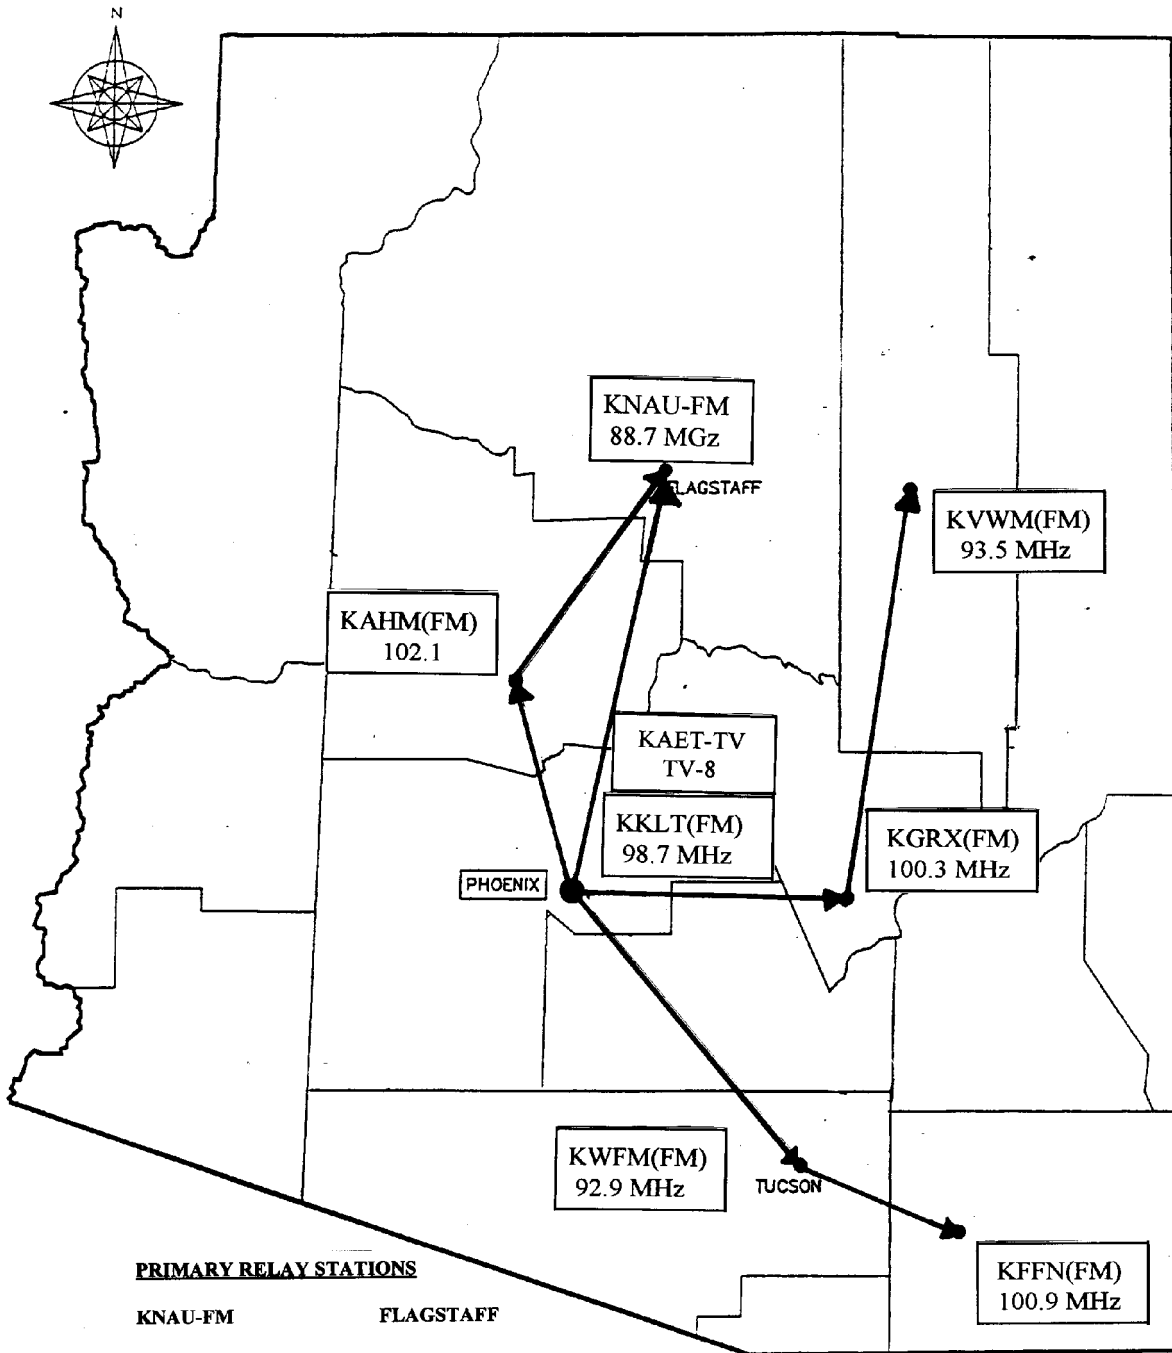 N
KNAU-FM
88.7 MGz
FLAGSTAFF
KVWM(FM)
93.5 MHz
KAHM(FM)
102.1
KAET-TV
TV-8
KKLT(FM)
98.7 MHz
KGRX(FM)
100.3 MHz
PHOENIX
KWFM(FM)
92.9 MHz
TUCSON
KFFN(FM)
100.9 MHz
PRIMARY RELAY STATIONS
KNAU-FM FLAGSTAFF